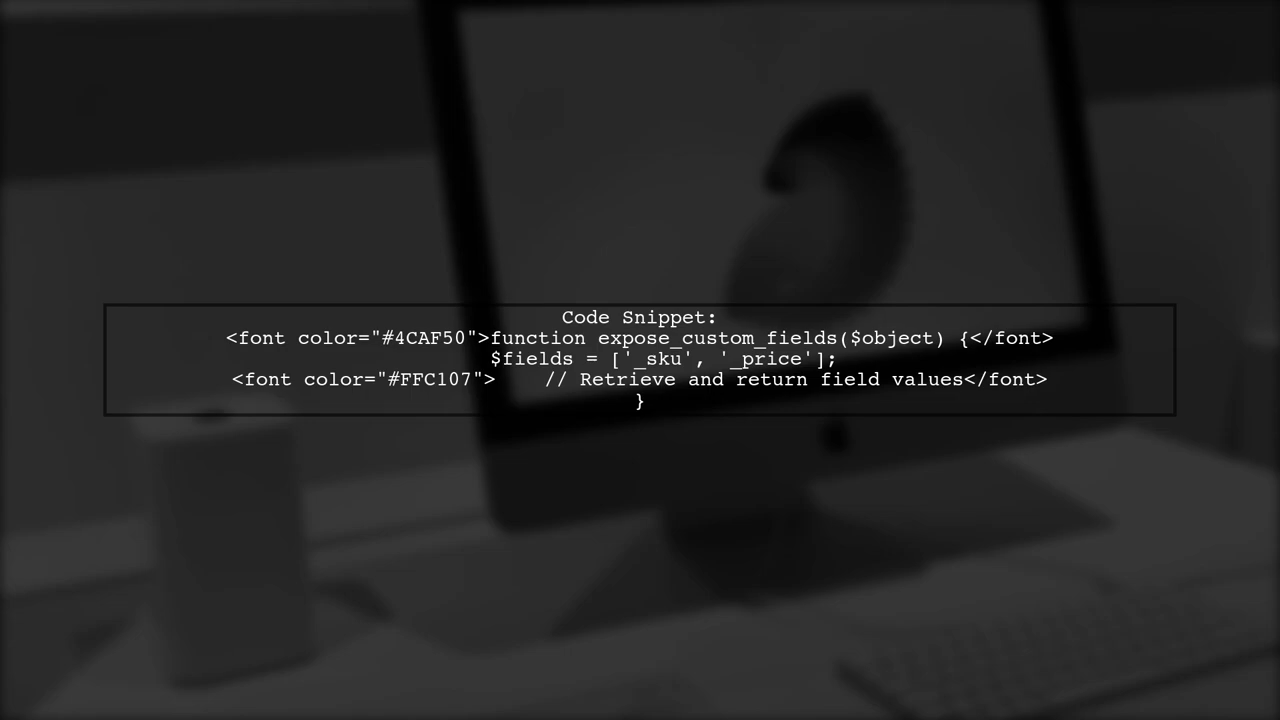 Code Snippet:
<font color="#4CAF50">function expose_custom_fields($object) {</font>
    $fields = ['_sku', '_price'];
<font color="#FFC107">    // Retrieve and return field values</font>
}